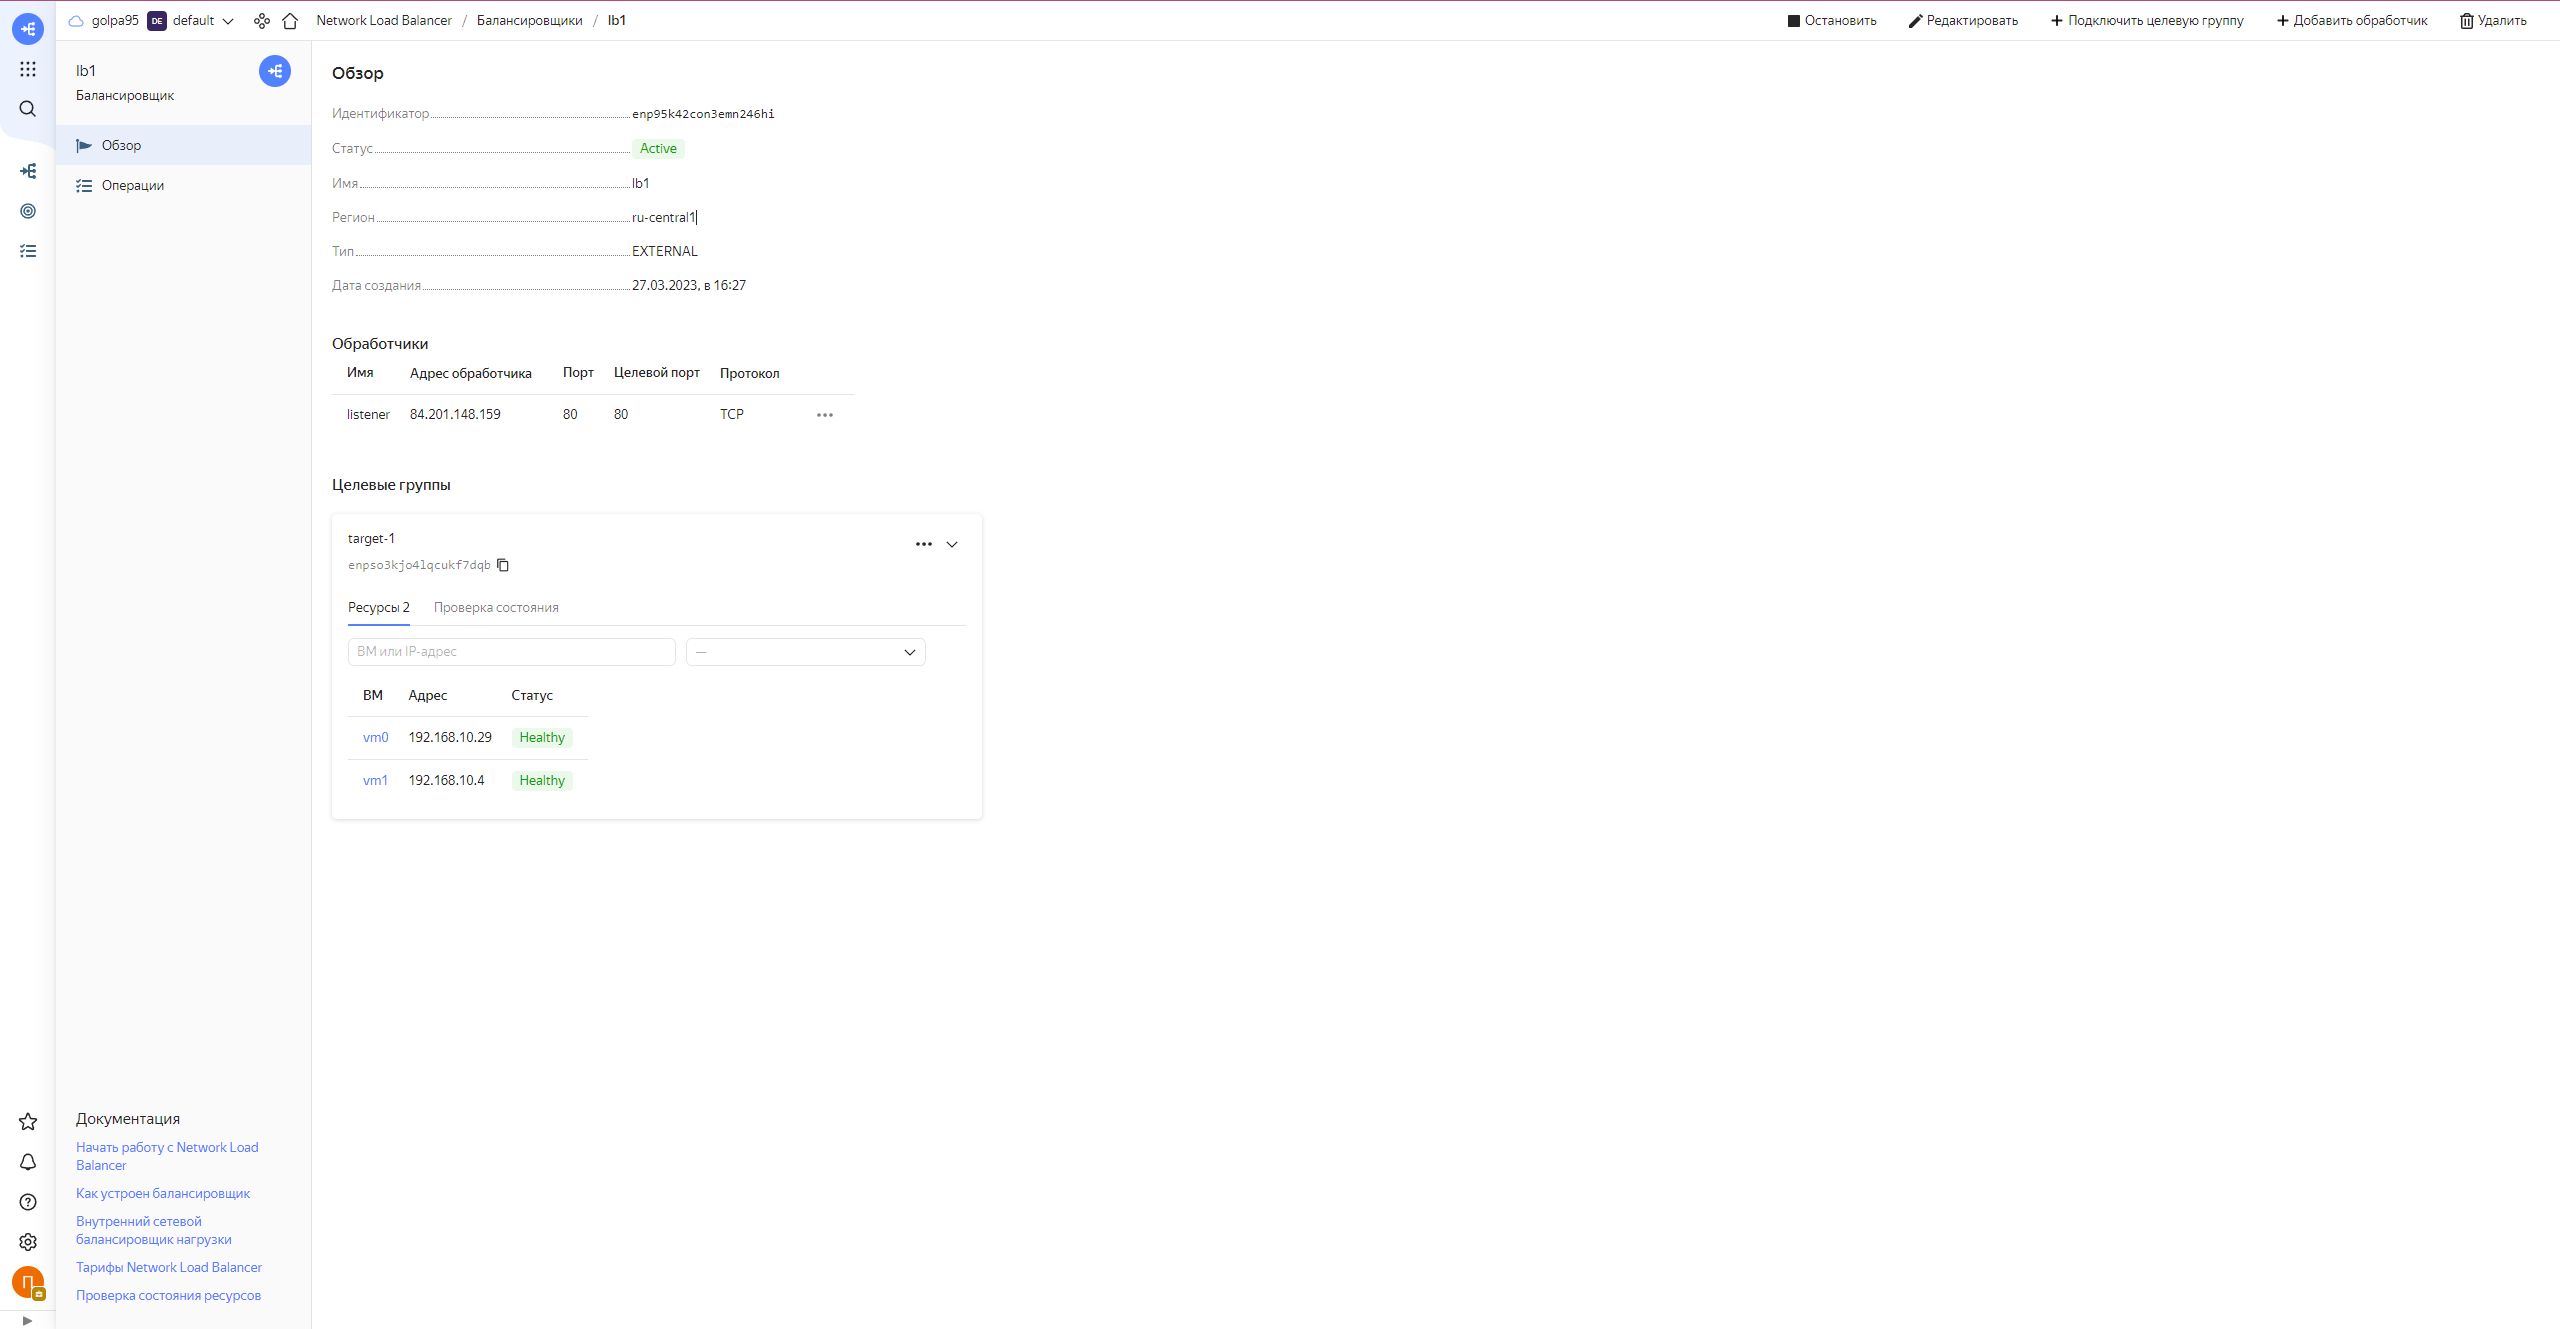 golpa95 DE default Network Load Balancer / Балансировщики / lb1
Остановить Редактировать Подключить целевую группу Добавить обработчик Удалить
lb1
Балансировщик
Обзор
Операции
Обзор
Идентификатор enp95k42con3emn246hi
Статус Active
Имя lb1
Регион ru-central1
Тип EXTERNAL
Дата создания 27.03.2023, в 16:27
Обработчики
Имя Адрес обработчика Порт Целевой порт Протокол
listener 84.201.148.159 80 80 TCP
Целевые группы
target-1
enpso3kjo4lqcukf7dqb
Ресурсы 2 Проверка состояния
ВМ или IP-адрес —
ВМ Адрес Статус
vm0 192.168.10.29 Healthy
vm1 192.168.10.4 Healthy
Документация
Начать работу с Network Load
Balancer
Как устроен балансировщик
Внутренний сетевой
балансировщик нагрузки
Тарифы Network Load Balancer
Проверка состояния ресурсов
П